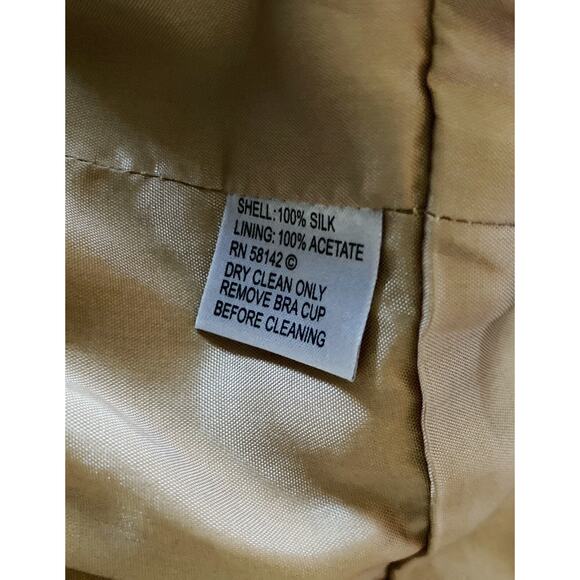 SHELL:100% SILK
LINING: 100% ACETATE
RN 58142 ©
DRY CLEAN ONLY
REMOVE BRA CUP
BEFORE CLEANING